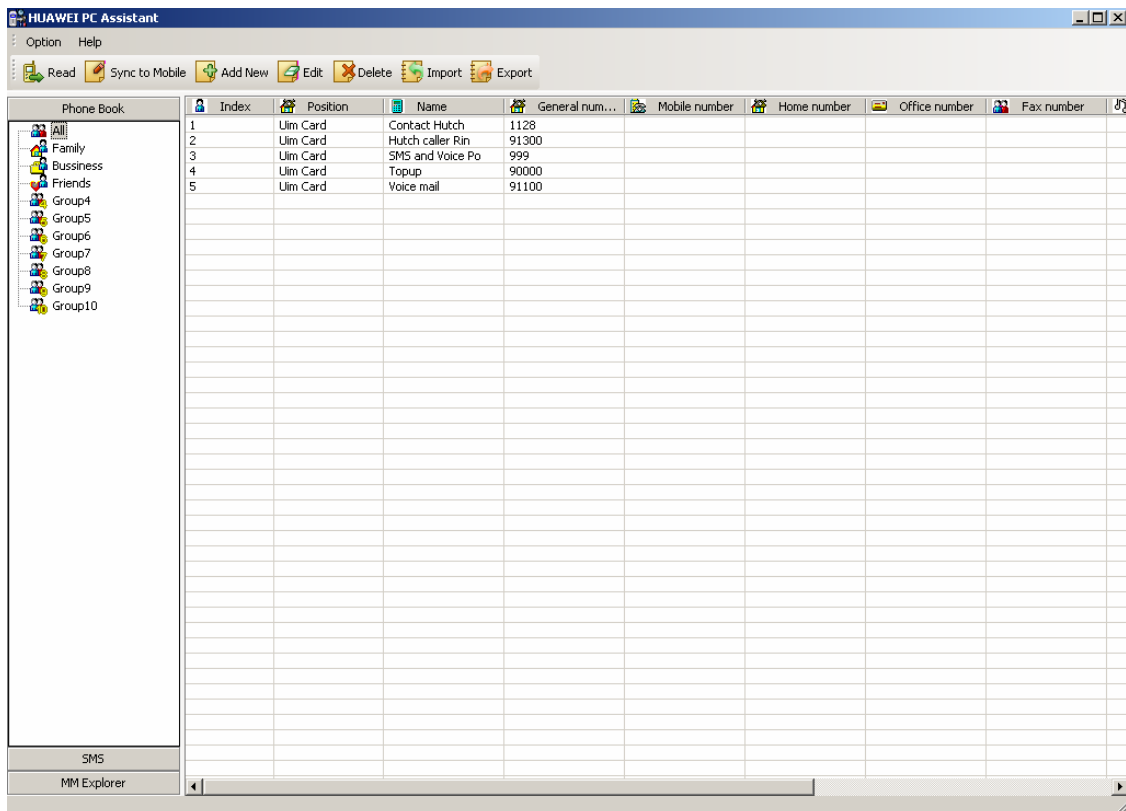 HUAWEI PC Assistant
Option Help
Read Sync to Mobile Add New Edit Delete Import Export
Phone Book
All
Family
Bussiness
Friends
Group4
Group5
Group6
Group7
Group8
Group9
Group10
SMS
MM Explorer
Index Position Name General num... Mobile number Home number Office number Fax number
1 Uim Card Contact Hutch 1128
2 Uim Card Hutch caller Rin 91300
3 Uim Card SMS and Voice Po 999
4 Uim Card Topup 90000
5 Uim Card Voice mail 91100